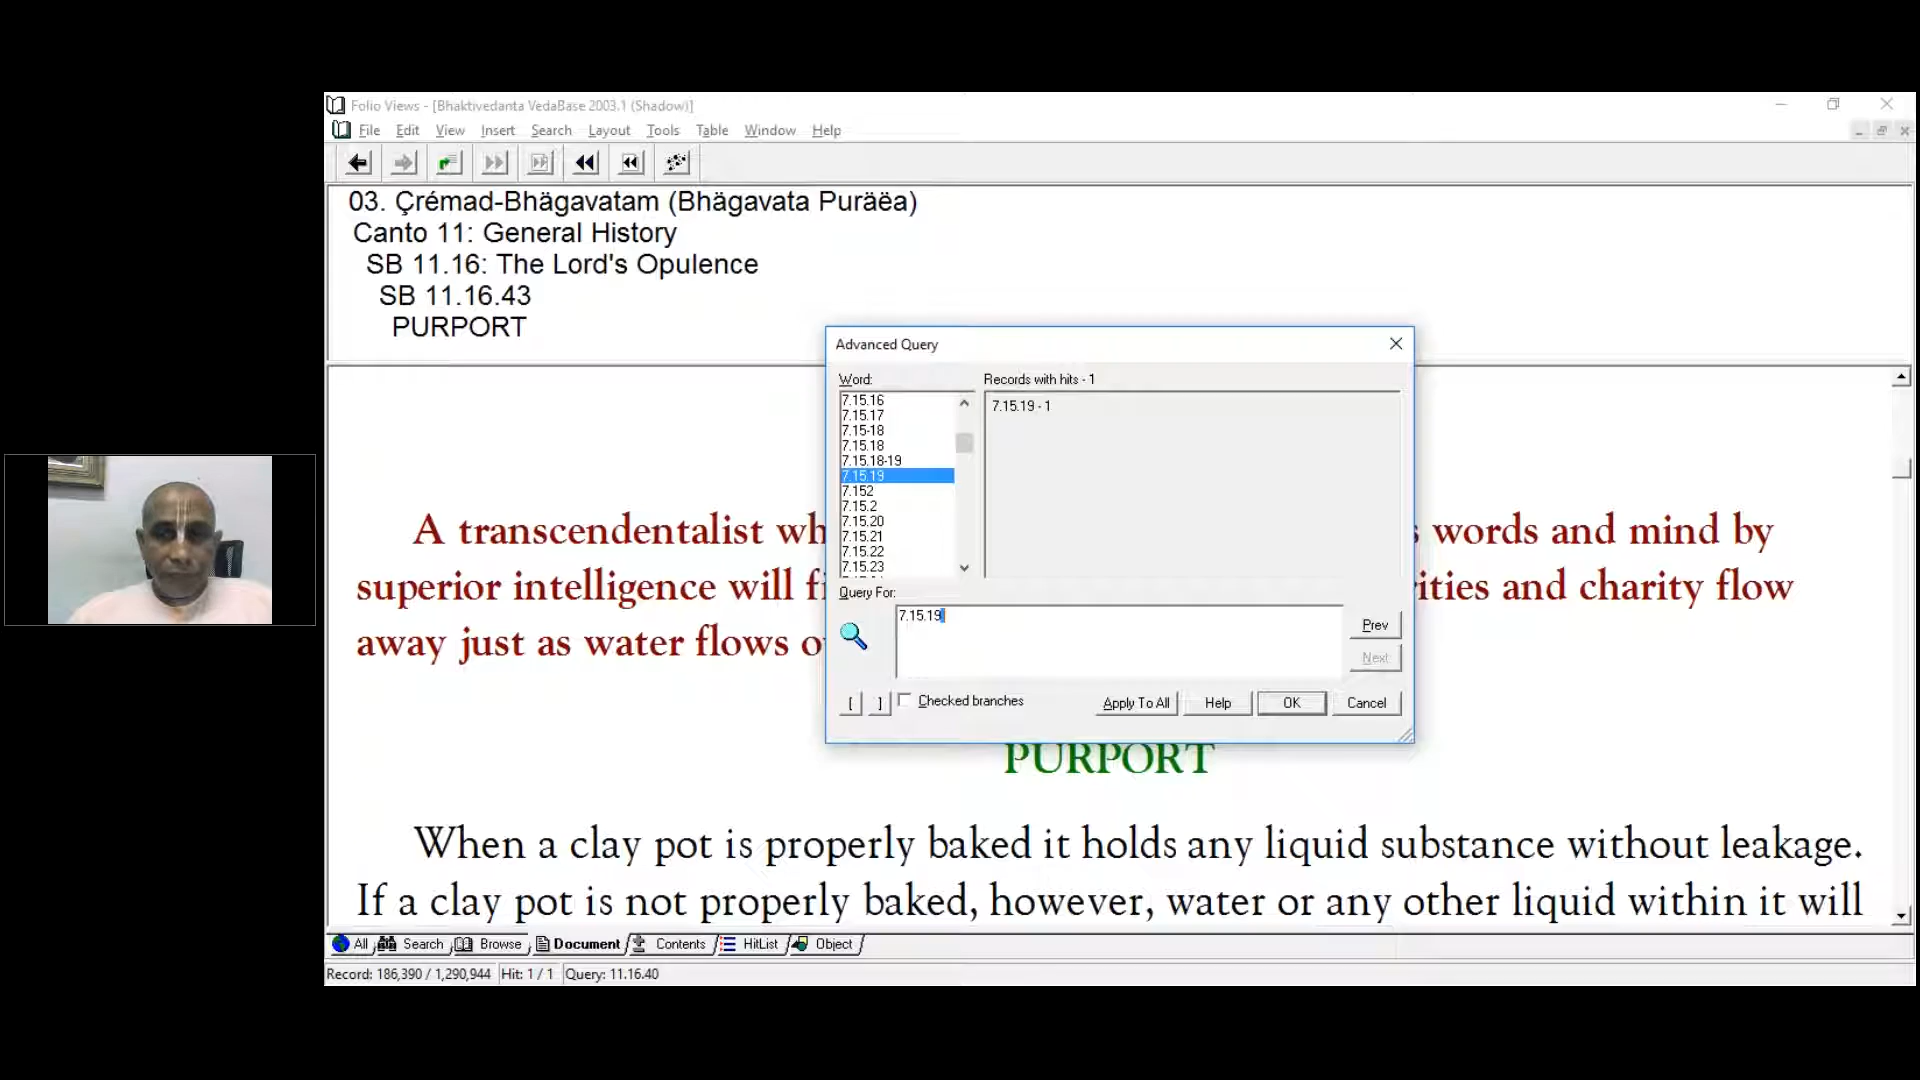 Folio Views - [Bhaktivedanta VedaBase 2003.1 (Shadow)]
File Edit View Insert Search Layout Tools Table Window Help
03. Çrémad-Bhägavatam (Bhägavata Puräëa)
Canto 11: General History
SB 11.16: The Lord's Opulence
SB 11.16.43
PURPORT
Advanced Query
Word:
Records with hits - 1
7.15.16
7.15.17
7.15-18
7.15.18
7.15.18-19
7.15.19
7.152
7.15.2
7.15.20
7.15.21
7.15.22
7.15.23
7.15.19 - 1
Query For:
7.15.19
Prev
Next
[ ] Checked branches Apply To All Help OK Cancel
A transcendentalist wh words and mind by
superior intelligence will fi ities and charity flow
away just as water flows o
PURPORT
When a clay pot is properly baked it holds any liquid substance without leakage.
If a clay pot is not properly baked, however, water or any other liquid within it will
All Search Browse Document Contents HitList Object
Record: 186,390 / 1,290,944 Hit: 1 / 1 Query: 11.16.40